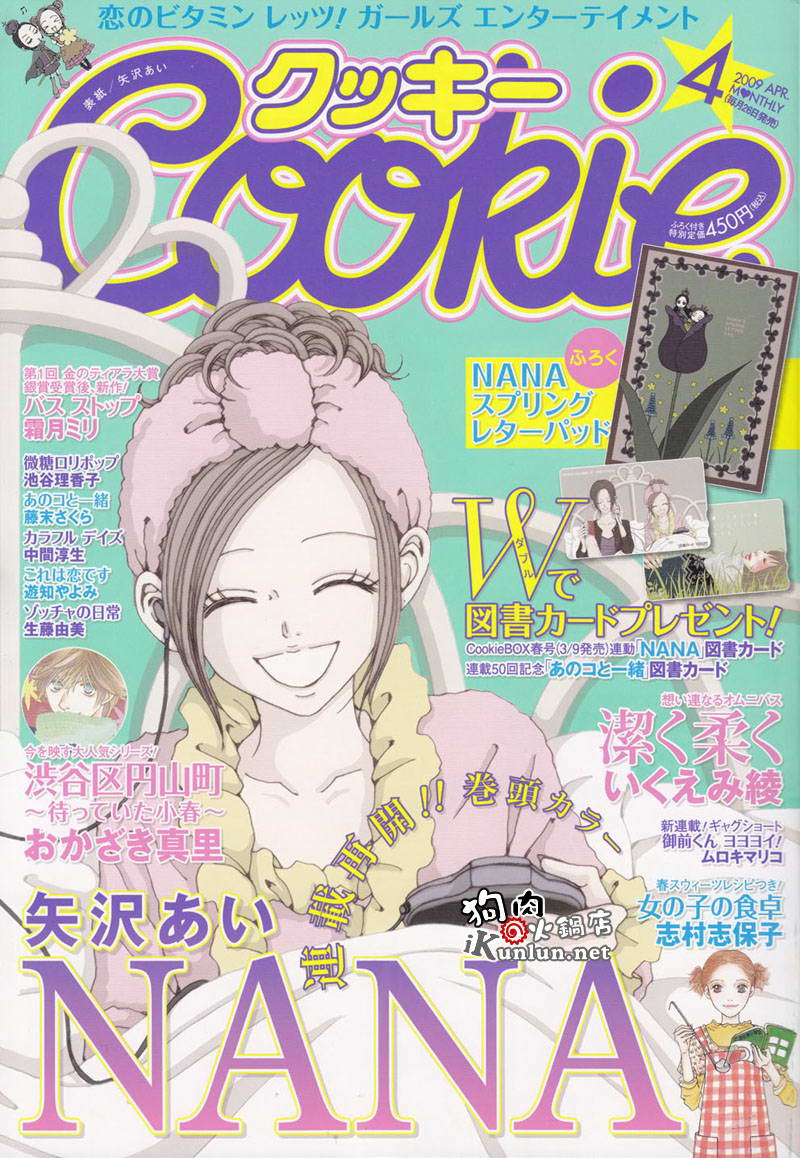 恋のビタミン レッツ! ガールズ エンターテイメント
表紙/矢沢あい
クッキー
Cookie
4
2009 APR.
M♥NTHLY
(毎月26日発売)
ふろく付き
特別定価450円(税込)
第1回 金のティアラ大賞
銀賞受賞後、新作!
バス ストップ
霜月ミリ
微糖ロリポップ
池谷理香子
あのコと一緒
藤末さくら
カラフル デイズ
中間淳生
これは恋です
遊知やよみ
ゾッチャの日常
生藤由美
今を映す大人気シリーズ!
渋谷区円山町
〜待っていた小春〜
おかざき真里
ふろく
NANA
スプリング
レターパッド
Wで
ダブル
図書カードプレゼント!
CookieBOX春号(3/9発売)連動「NANA」図書カード
連載50回記念「あのコと一緒」図書カード
想い連なるオムニバス
潔く柔く
いくえみ綾
新連載!ギャグショート
御前くん ヨヨヨイ!
ムロキマリコ
春スウィーツレシピつき!
女の子の食卓
志村志保子
連載再開!! 巻頭カラー
矢沢あい
NANA
狗肉火鍋店
iKunlun.net